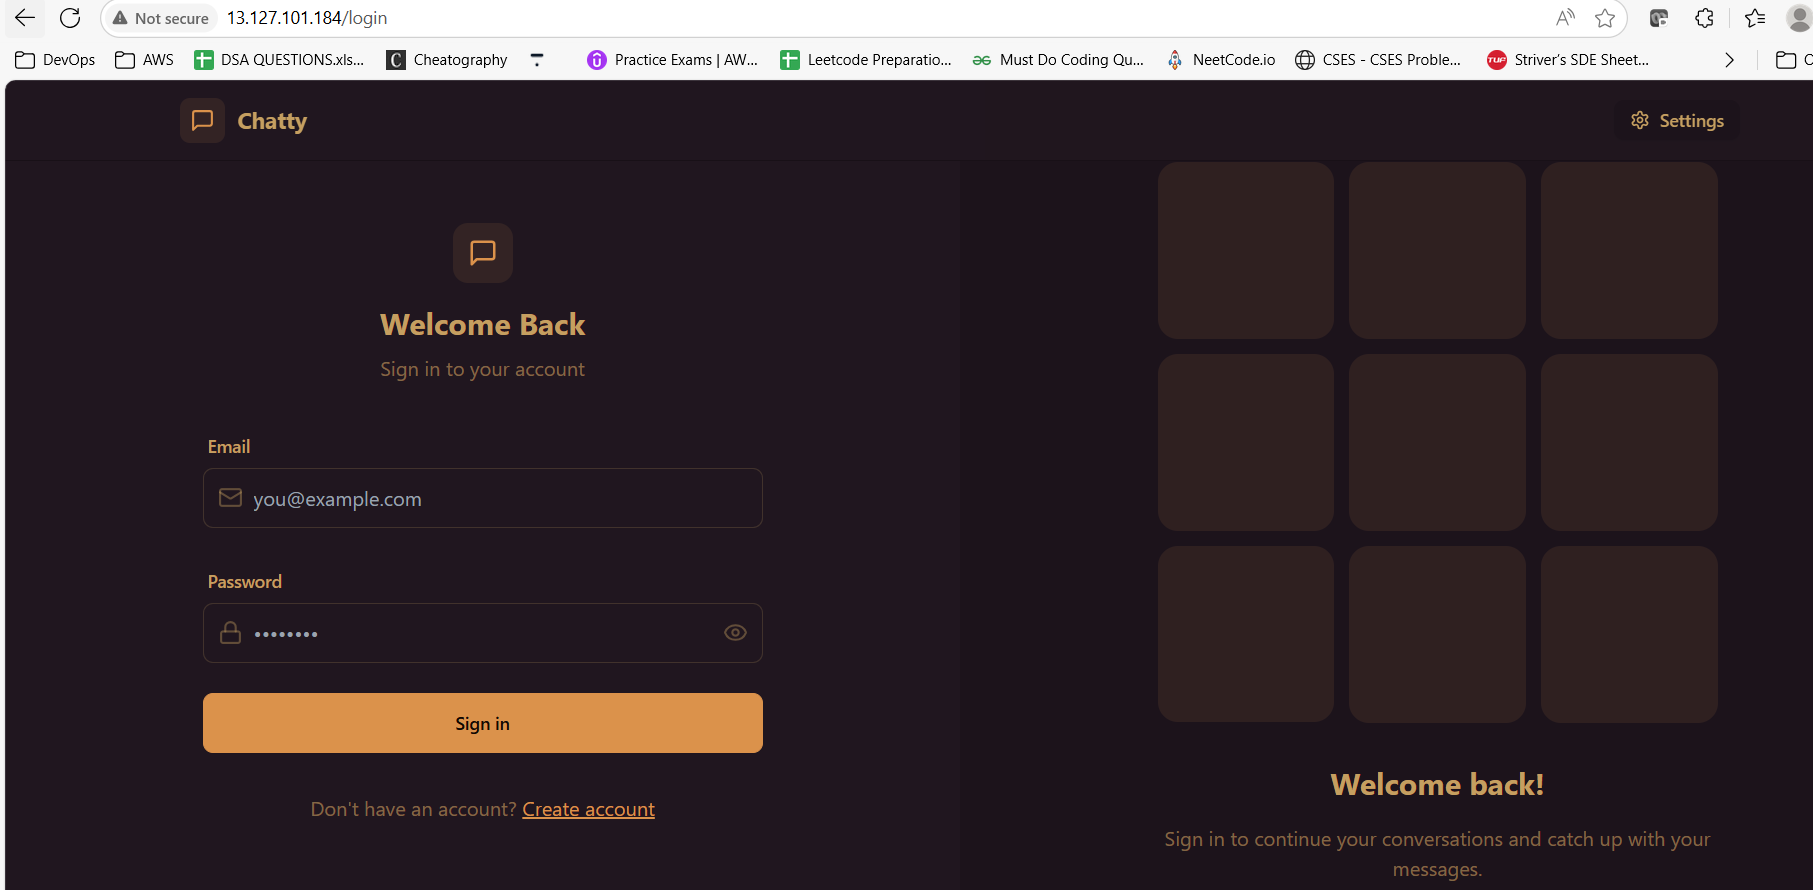 Not secure 13.127.101.184/login
DevOps AWS DSA QUESTIONS.xls... Cheatography Practice Exams | AW... Leetcode Preparatio... Must Do Coding Qu... NeetCode.io CSES - CSES Proble... Striver's SDE Sheet... O
Chatty
Settings
Welcome Back
Sign in to your account
Email
you@example.com
Password
••••••••
Sign in
Don't have an account? Create account
Welcome back!
Sign in to continue your conversations and catch up with your
messages.